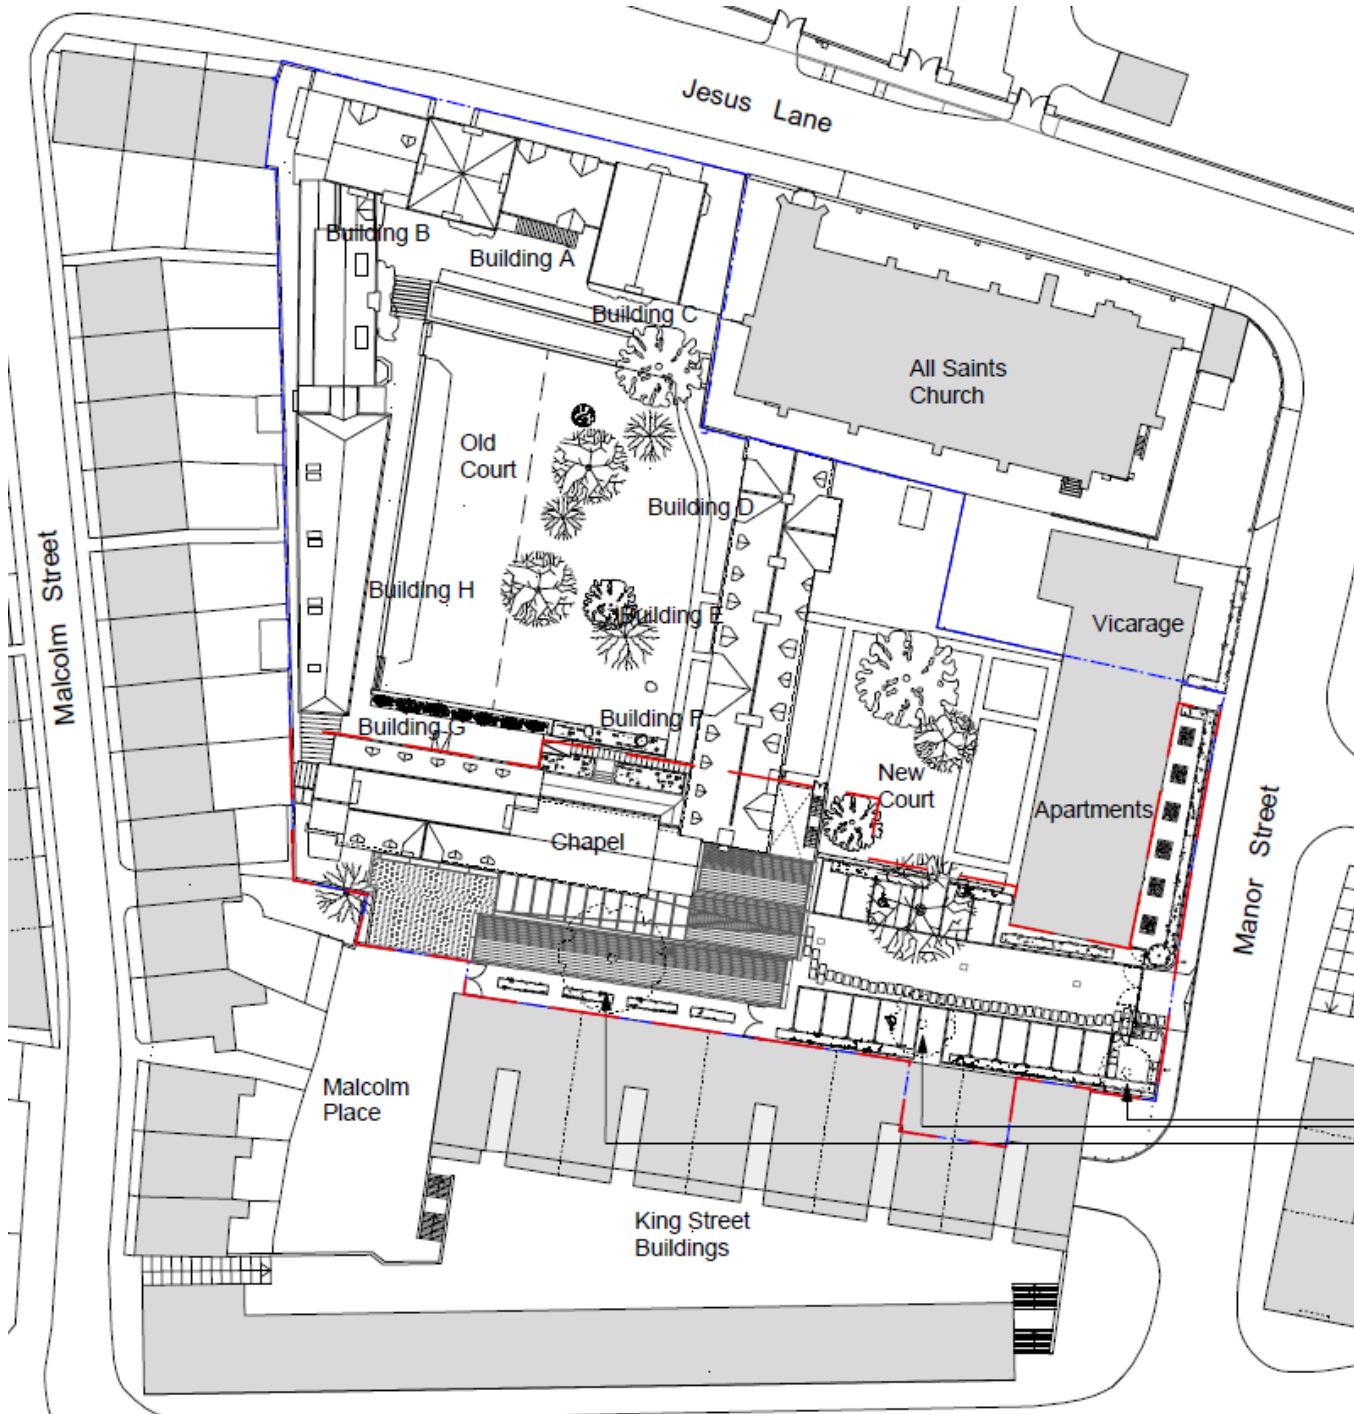 Jesus Lane
Building B
Building A
Building C
All Saints
Church
Old
Court
Building D
Malcolm Street
Building H
Building E
Vicarage
Building G
Building F
New
Court
Apartments
Manor Street
Chapel
Malcolm
Place
King Street
Buildings